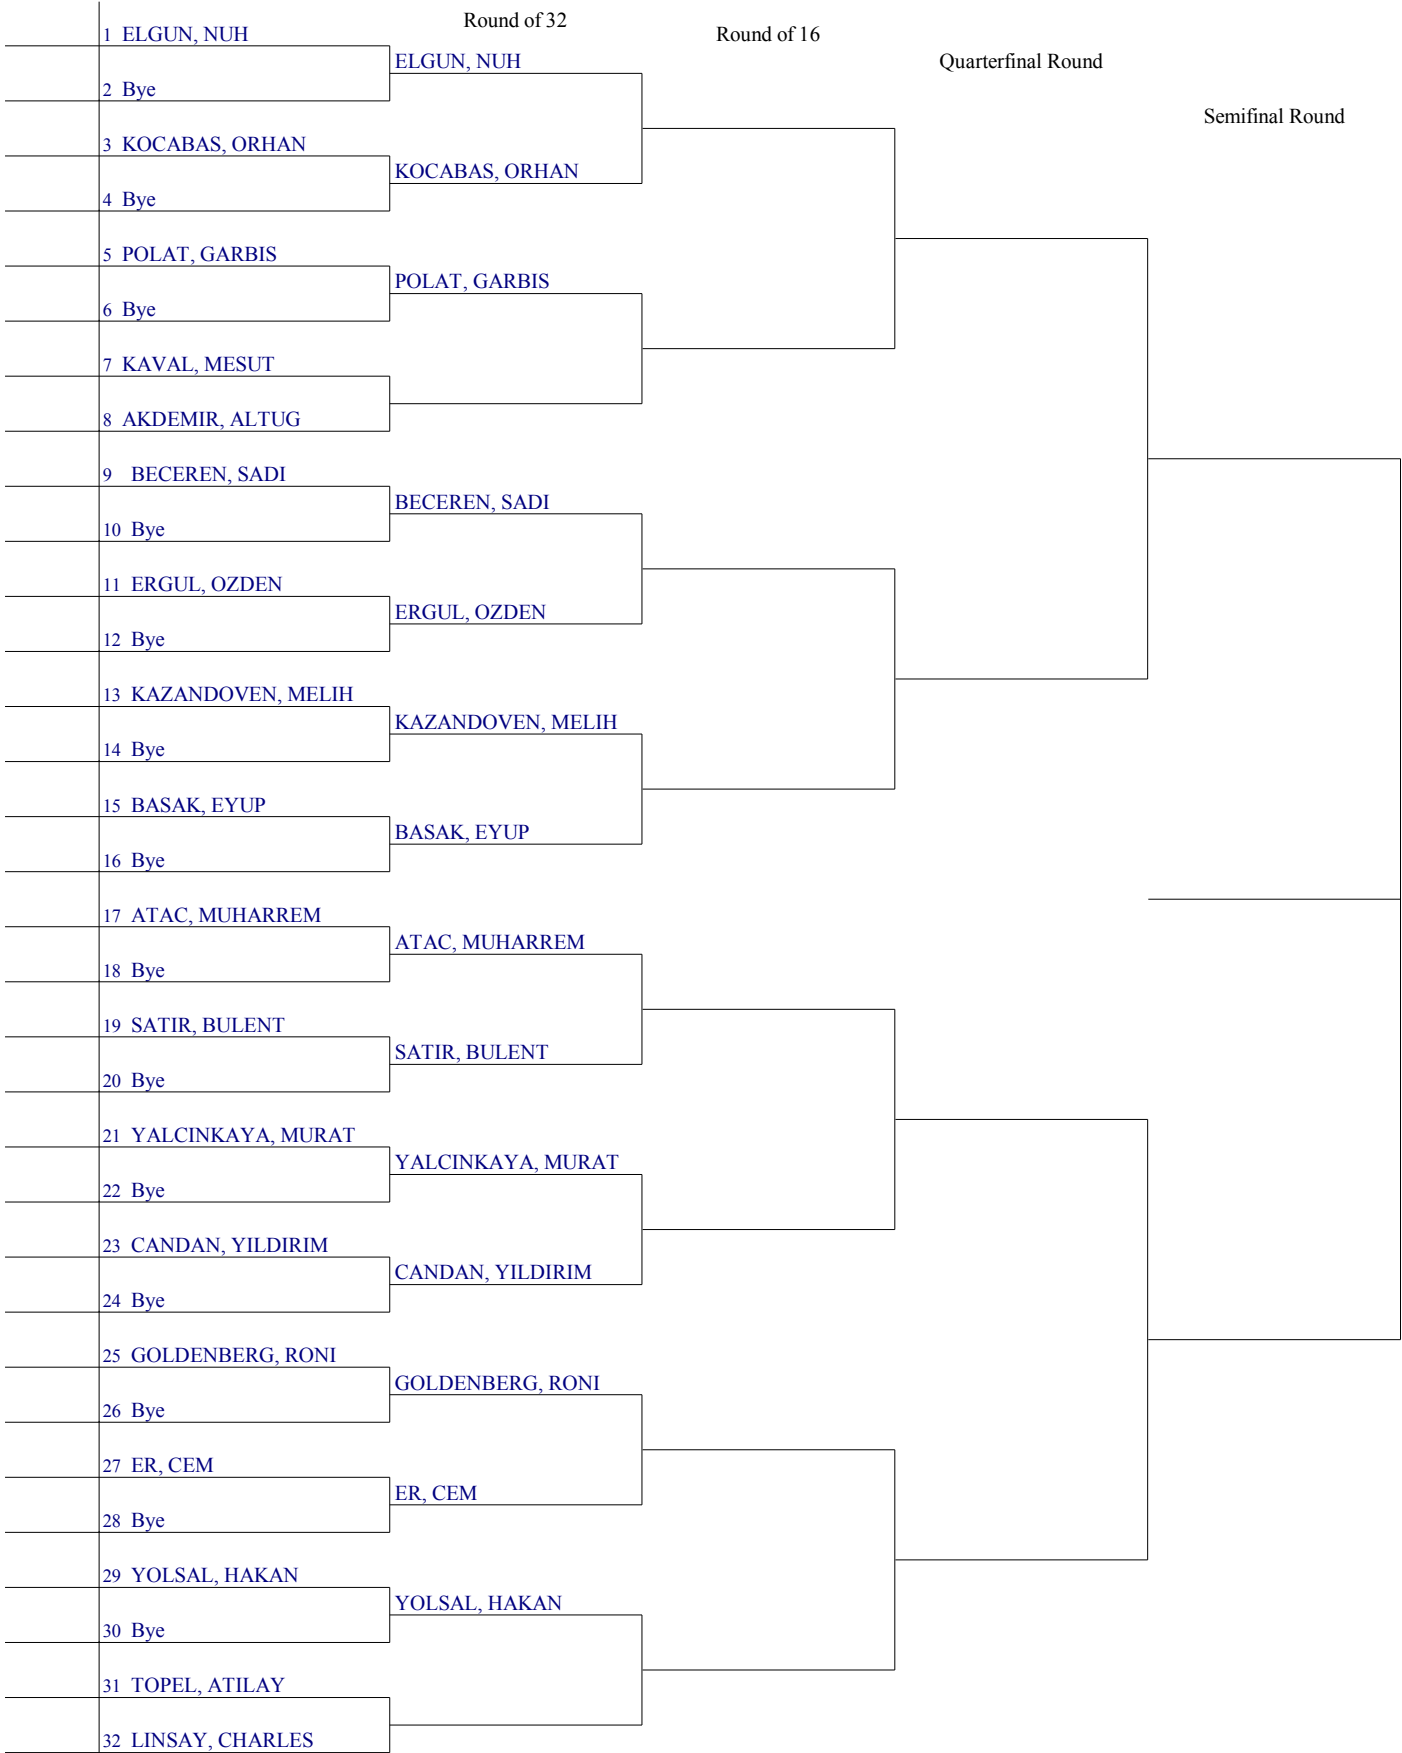 Round of 32
Round of 16
Quarterfinal Round
Semifinal Round
1 ELGUN, NUH
ELGUN, NUH
2 Bye
3 KOCABAS, ORHAN
KOCABAS, ORHAN
4 Bye
5 POLAT, GARBIS
POLAT, GARBIS
6 Bye
7 KAVAL, MESUT
8 AKDEMIR, ALTUG
9 BECEREN, SADI
BECEREN, SADI
10 Bye
11 ERGUL, OZDEN
ERGUL, OZDEN
12 Bye
13 KAZANDOVEN, MELIH
KAZANDOVEN, MELIH
14 Bye
15 BASAK, EYUP
BASAK, EYUP
16 Bye
17 ATAC, MUHARREM
ATAC, MUHARREM
18 Bye
19 SATIR, BULENT
SATIR, BULENT
20 Bye
21 YALCINKAYA, MURAT
YALCINKAYA, MURAT
22 Bye
23 CANDAN, YILDIRIM
CANDAN, YILDIRIM
24 Bye
25 GOLDENBERG, RONI
GOLDENBERG, RONI
26 Bye
27 ER, CEM
ER, CEM
28 Bye
29 YOLSAL, HAKAN
YOLSAL, HAKAN
30 Bye
31 TOPEL, ATILAY
32 LINSAY, CHARLES